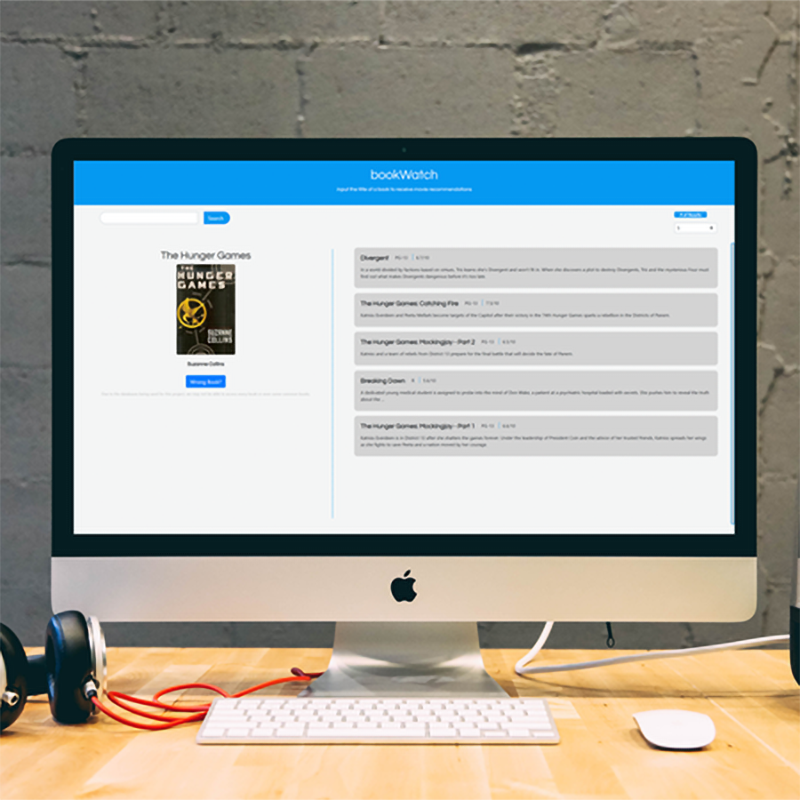 bookWatch
Input the title of a book to receive movie recommendations
Search
# of Results
5
The Hunger Games
THE
HUNGER
GAMES
SUZANNE
COLLINS
Suzanne Collins
Wrong Book?
Divergent PG-13 | 6.7/10
In a world divided by factions based on virtues, Tris learns she's Divergent and won't fit in. When she discovers a plot to destroy Divergents, Tris and the mysterious Four must
find out what makes Divergents dangerous before it's too late.
The Hunger Games: Catching Fire PG-13 | 7.5/10
Katniss Everdeen and Peeta Mellark become targets of the Capitol after their victory in the 74th Hunger Games sparks a rebellion in the Districts of Panem.
The Hunger Games: Mockingjay - Part 2 PG-13 |
Katniss and a team of rebels from District 13 prepare for the final battle that will decide the fate of Panem.
Breaking Dawn R |
A dedicated young medical student is assigned to probe into the mind of Don Wake, a patient at a psychiatric hospital loaded with secrets. She pushes him to reveal the truth
about the ...
The Hunger Games: Mockingjay - Part 1 PG-13 | 6.6/10
Katniss Everdeen is in District 13 after she shatters the games forever. Under the leadership of President Coin and the advice of her trusted friends, Katniss spreads her wings
as she fights to save Peeta and a nation moved by her courage.